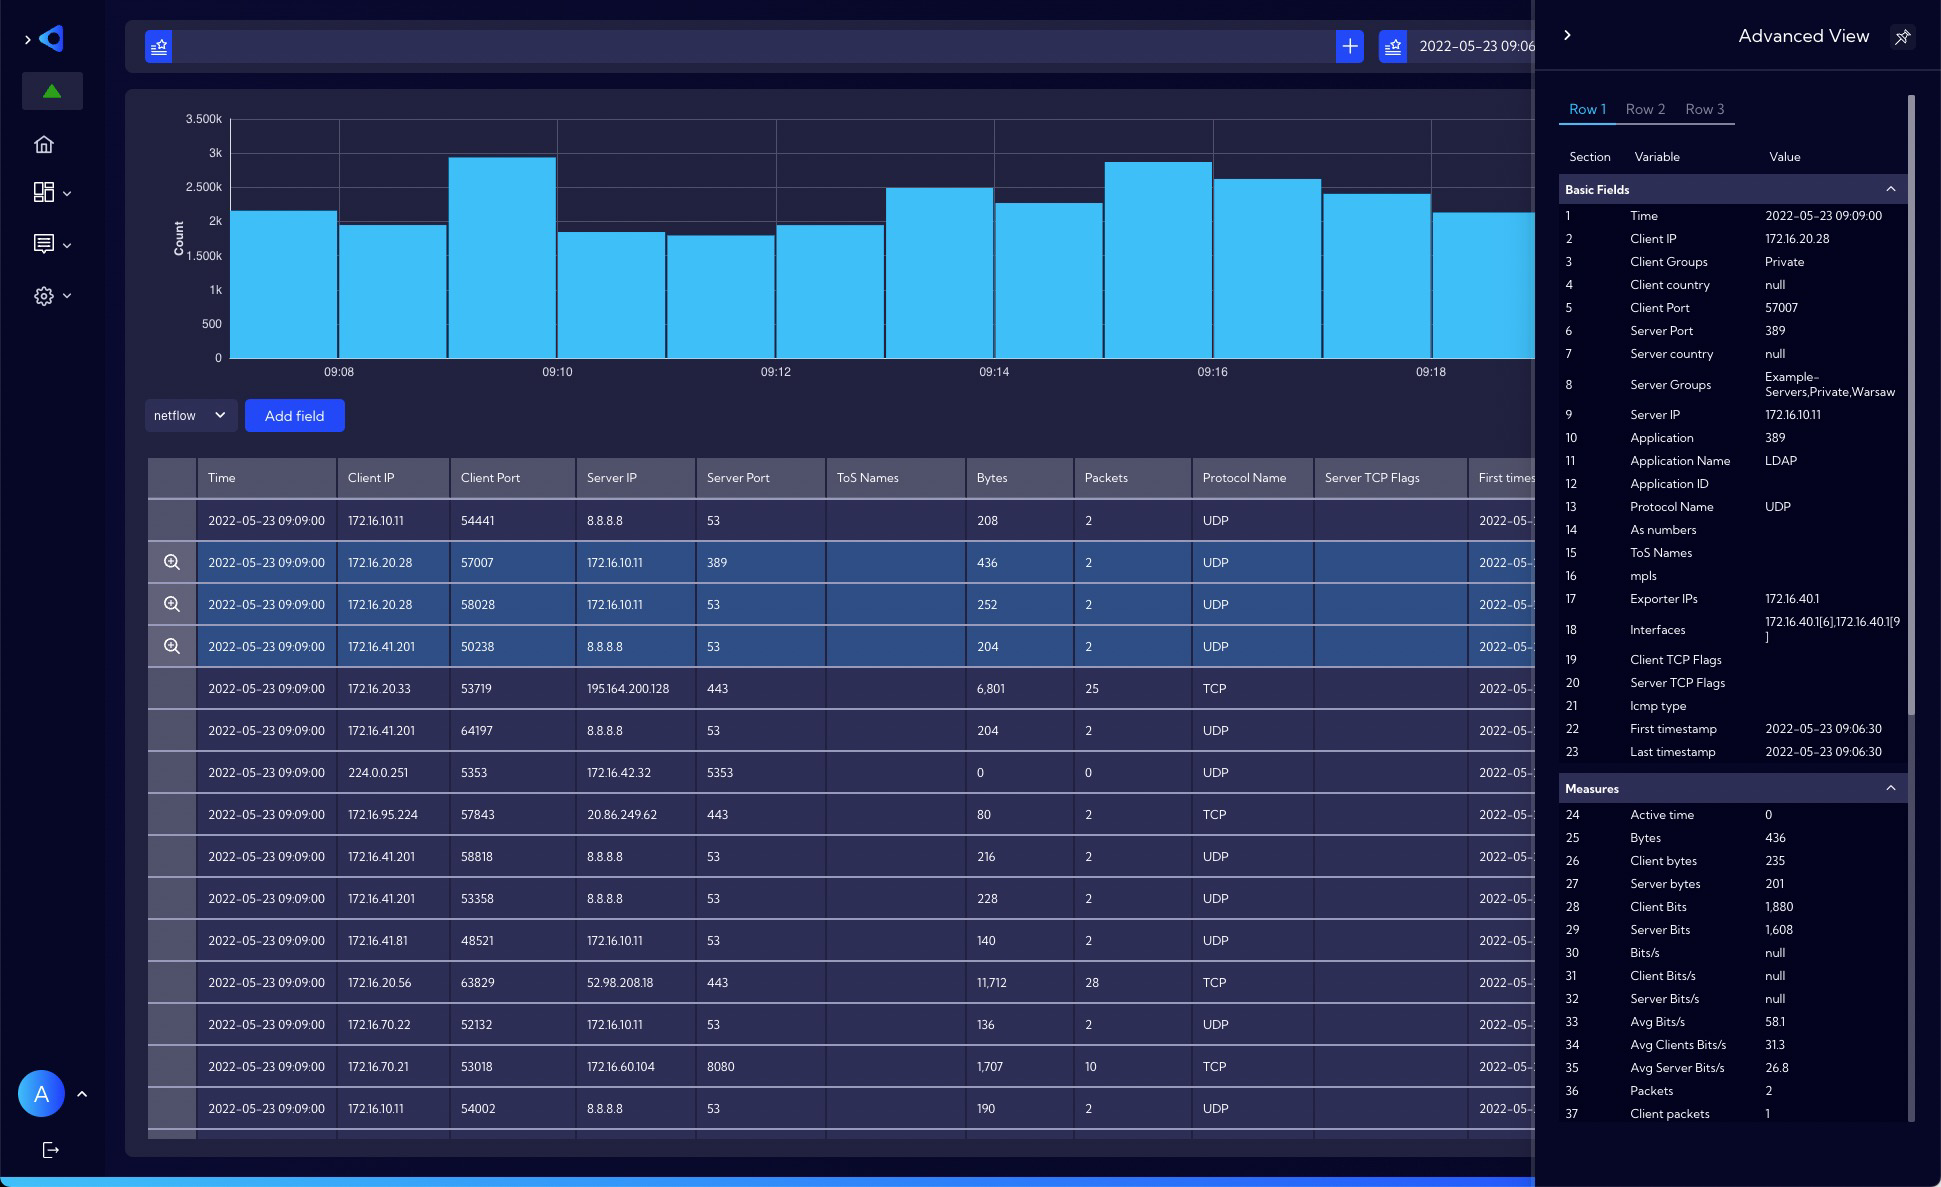 2022-05-23 09:06
Advanced View
3.500k
3k
2.500k
2k
1.500k
1k
500
0
Count
09:08 09:10 09:12 09:14 09:16 09:18
netflow Add field
Time Client IP Client Port Server IP Server Port ToS Names Bytes Packets Protocol Name Server TCP Flags First times
2022-05-23 09:09:00 172.16.10.11 54441 8.8.8.8 53 208 2 UDP 2022-05-
2022-05-23 09:09:00 172.16.20.28 57007 172.16.10.11 389 436 2 UDP 2022-05-
2022-05-23 09:09:00 172.16.20.28 58028 172.16.10.11 53 252 2 UDP 2022-05-
2022-05-23 09:09:00 172.16.41.201 50238 8.8.8.8 53 204 2 UDP 2022-05-
2022-05-23 09:09:00 172.16.20.33 53719 195.164.200.128 443 6,801 25 TCP 2022-05-
2022-05-23 09:09:00 172.16.41.201 64197 8.8.8.8 53 204 2 UDP 2022-05-
2022-05-23 09:09:00 224.0.0.251 5353 172.16.42.32 5353 0 0 UDP 2022-05-
2022-05-23 09:09:00 172.16.95.224 57843 20.86.249.62 443 80 2 TCP 2022-05-
2022-05-23 09:09:00 172.16.41.201 58818 8.8.8.8 53 216 2 UDP 2022-05-
2022-05-23 09:09:00 172.16.41.201 53358 8.8.8.8 53 228 2 UDP 2022-05-
2022-05-23 09:09:00 172.16.41.81 48521 172.16.10.11 53 140 2 UDP 2022-05-
2022-05-23 09:09:00 172.16.20.56 63829 52.98.208.18 443 11,712 28 TCP 2022-05-
2022-05-23 09:09:00 172.16.70.22 52132 172.16.10.11 53 136 2 UDP 2022-05-
2022-05-23 09:09:00 172.16.70.21 53018 172.16.60.104 8080 1,707 10 TCP 2022-05-
2022-05-23 09:09:00 172.16.10.11 54002 8.8.8.8 53 190 2 UDP 2022-05-
A
Row 1 Row 2 Row 3
Section Variable Value
Basic Fields
1 Time 2022-05-23 09:09:00
2 Client IP 172.16.20.28
3 Client Groups Private
4 Client country null
5 Client Port 57007
6 Server Port 389
7 Server country null
8 Server Groups Example-
Servers,Private,Warsaw
9 Server IP 172.16.10.11
10 Application 389
11 Application Name LDAP
12 Application ID
13 Protocol Name UDP
14 As numbers
15 ToS Names
16 mpls
17 Exporter IPs 172.16.40.1
18 Interfaces 172.16.40.1[6],172.16.40.1[9
]
19 Client TCP Flags
20 Server TCP Flags
21 Icmp type
22 First timestamp 2022-05-23 09:06:30
23 Last timestamp 2022-05-23 09:06:30
Measures
24 Active time 0
25 Bytes 436
26 Client bytes 235
27 Server bytes 201
28 Client Bits 1,880
29 Server Bits 1,608
30 Bits/s null
31 Client Bits/s null
32 Server Bits/s null
33 Avg Bits/s 58.1
34 Avg Clients Bits/s 31.3
35 Avg Server Bits/s 26.8
36 Packets 2
37 Client packets 1